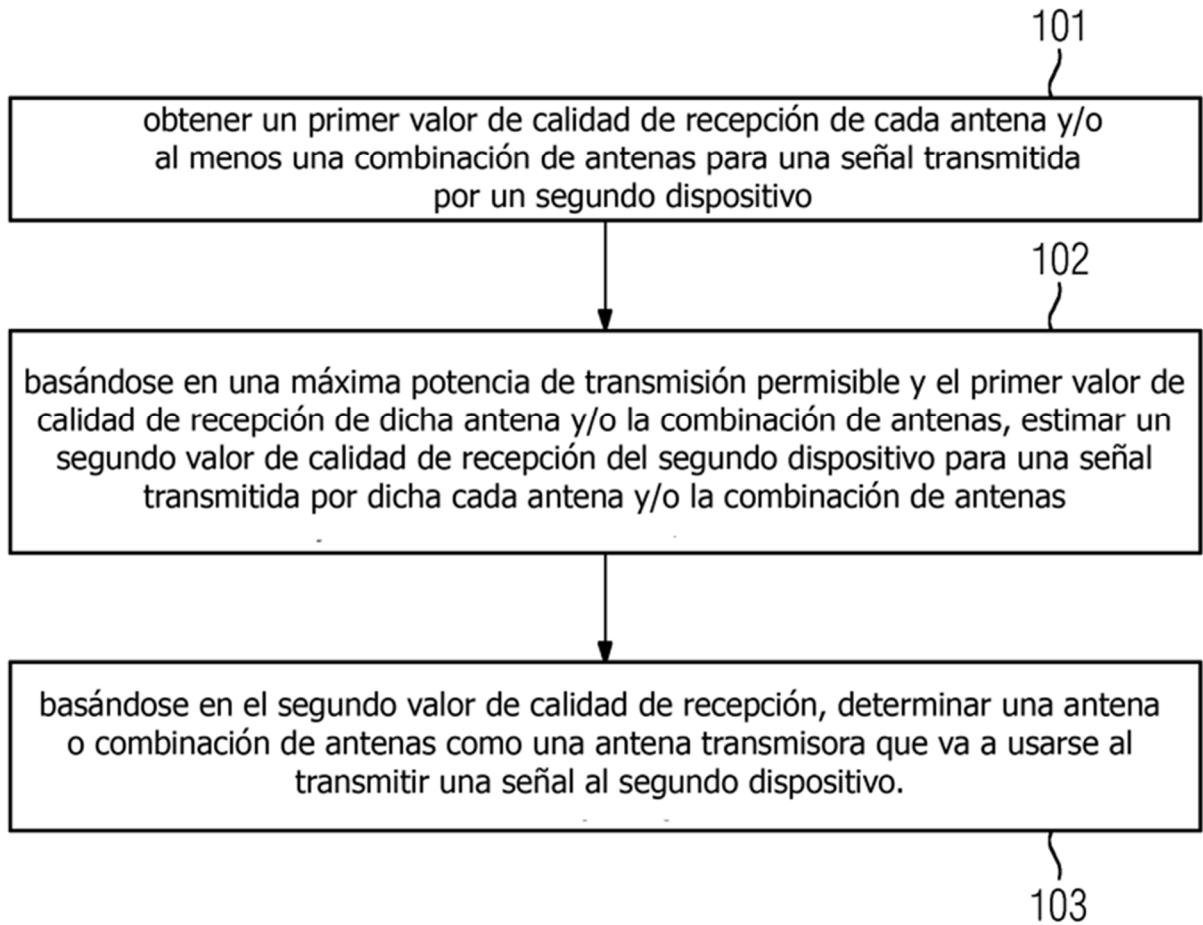 101
obtener un primer valor de calidad de recepción de cada antena y/o
al menos una combinación de antenas para una señal transmitida
por un segundo dispositivo
102
basándose en una máxima potencia de transmisión permisible y el primer valor de
calidad de recepción de dicha antena y/o la combinación de antenas, estimar un
segundo valor de calidad de recepción del segundo dispositivo para una señal
transmitida por dicha cada antena y/o la combinación de antenas
basándose en el segundo valor de calidad de recepción, determinar una antena
o combinación de antenas como una antena transmisora que va a usarse al
transmitir una señal al segundo dispositivo.
103